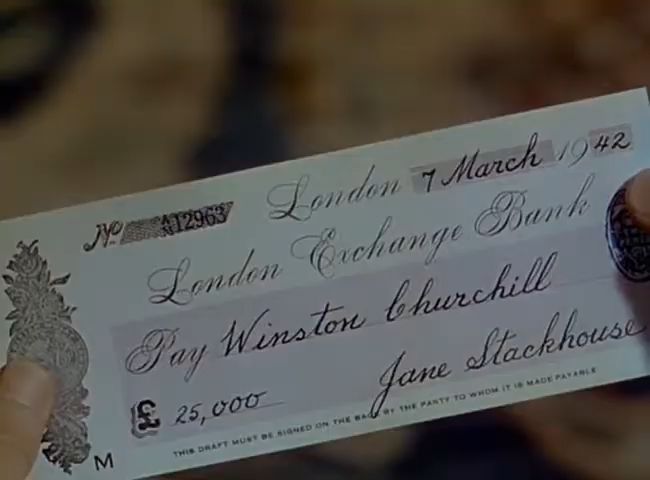 London 7 March 1942
No A12963
London Exchange Bank
Pay Winston Churchill
£ 25,000 Jane Stackhouse
THIS DRAFT MUST BE SIGNED ON THE BACK BY THE PARTY TO WHOM IT IS MADE PAYABLE
M